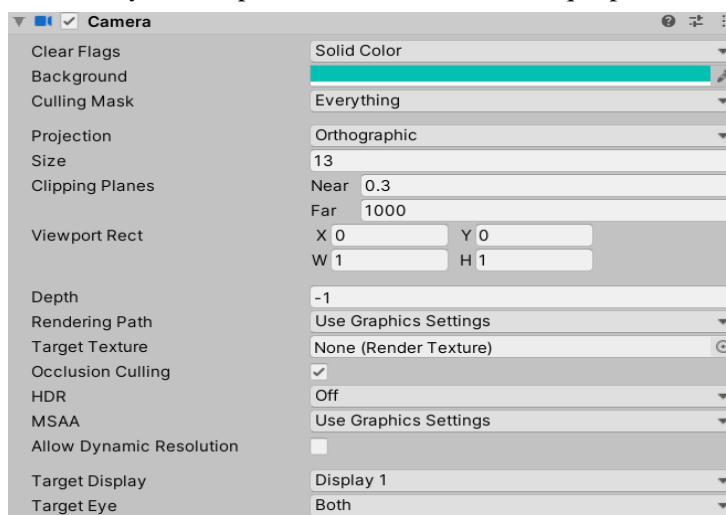 Camera
Clear Flags Solid Color
Background
Culling Mask Everything
Projection Orthographic
Size 13
Clipping Planes Near 0.3
Far 1000
Viewport Rect X 0 Y 0
W 1 H 1
Depth -1
Rendering Path Use Graphics Settings
Target Texture None (Render Texture)
Occlusion Culling
HDR Off
MSAA Use Graphics Settings
Allow Dynamic Resolution
Target Display Display 1
Target Eye Both